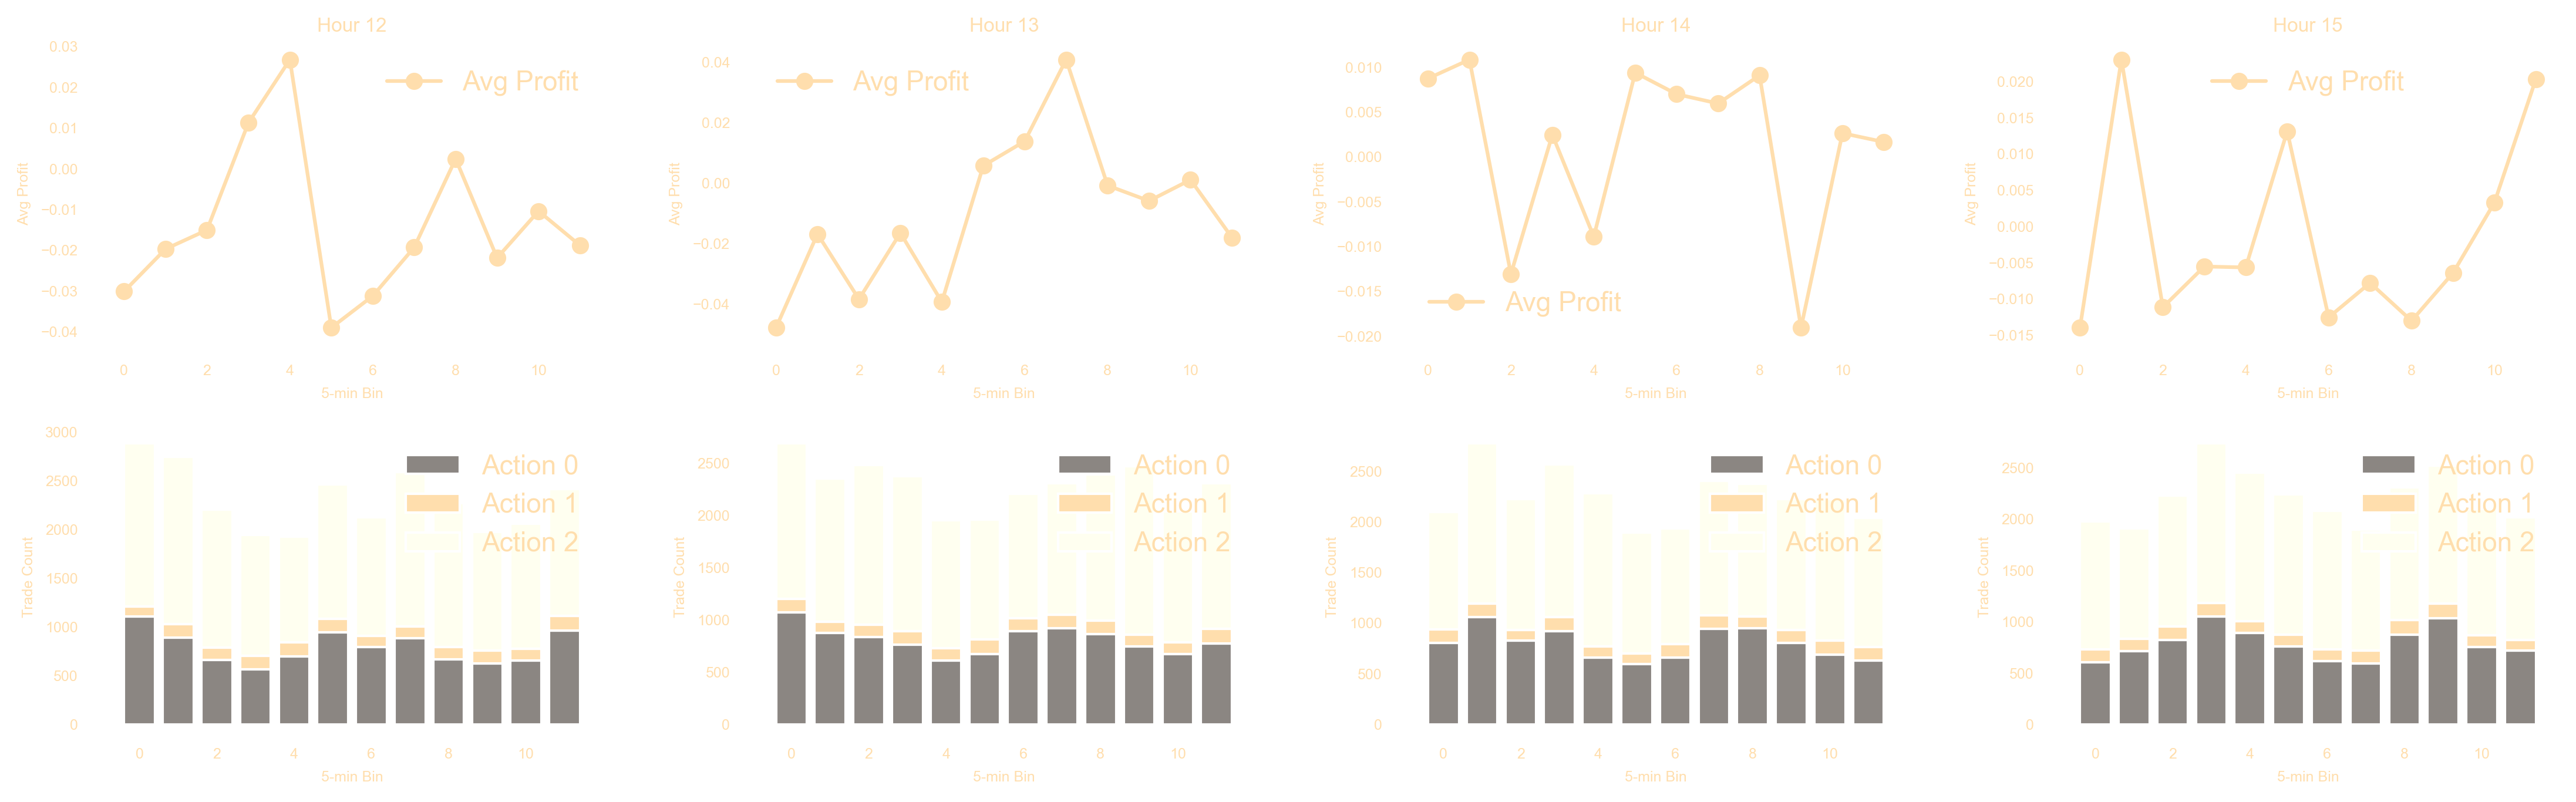 Hour 12
Avg Profit
0.03
0.02
0.01
0.00
−0.01
−0.02
−0.03
−0.04
Avg Profit
0 2 4 6 8 10
5-min Bin
Hour 13
Avg Profit
0.04
0.02
0.00
−0.02
−0.04
Avg Profit
0 2 4 6 8 10
5-min Bin
Hour 14
Avg Profit
0.010
0.005
0.000
−0.005
−0.010
−0.015
−0.020
Avg Profit
0 2 4 6 8 10
5-min Bin
Hour 15
Avg Profit
0.020
0.015
0.010
0.005
0.000
−0.005
−0.010
−0.015
Avg Profit
0 2 4 6 8 10
5-min Bin
Trade Count
3000
2500
2000
1500
1000
500
0
Action 0
Action 1
Action 2
0 2 4 6 8 10
5-min Bin
Trade Count
2500
2000
1500
1000
500
0
Action 0
Action 1
Action 2
0 2 4 6 8 10
5-min Bin
Trade Count
2500
2000
1500
1000
500
0
Action 0
Action 1
Action 2
0 2 4 6 8 10
5-min Bin
Trade Count
2500
2000
1500
1000
500
0
Action 0
Action 1
Action 2
0 2 4 6 8 10
5-min Bin